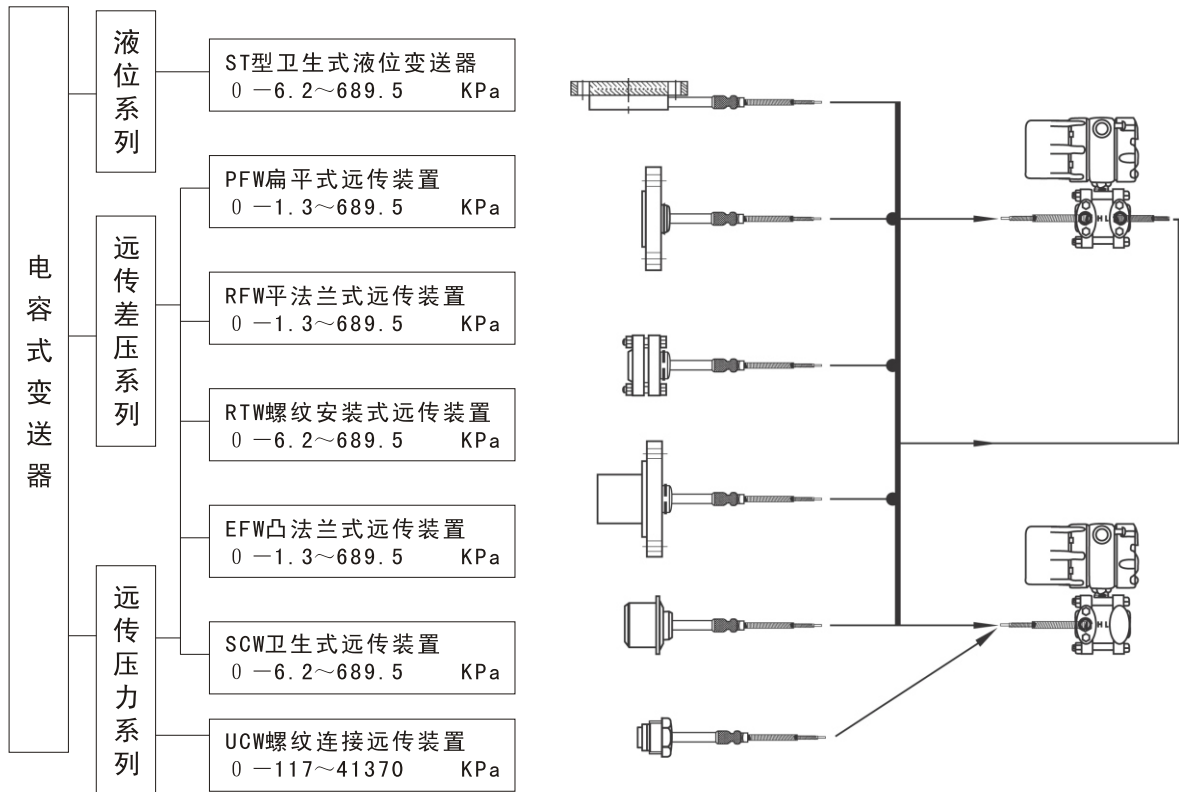 电容式变送器
液位系列
ST型卫生式液位变送器
0 —6.2～689.5 KPa
远传差压系列
PFW扁平式远传装置
0 —1.3～689.5 KPa
RFW平法兰式远传装置
0 —1.3～689.5 KPa
RTW螺纹安装式远传装置
0 —6.2～689.5 KPa
EFW凸法兰式远传装置
0 —1.3～689.5 KPa
远传压力系列
SCW卫生式远传装置
0 —6.2～689.5 KPa
UCW螺纹连接远传装置
0 —117～41370 KPa
H L
H L